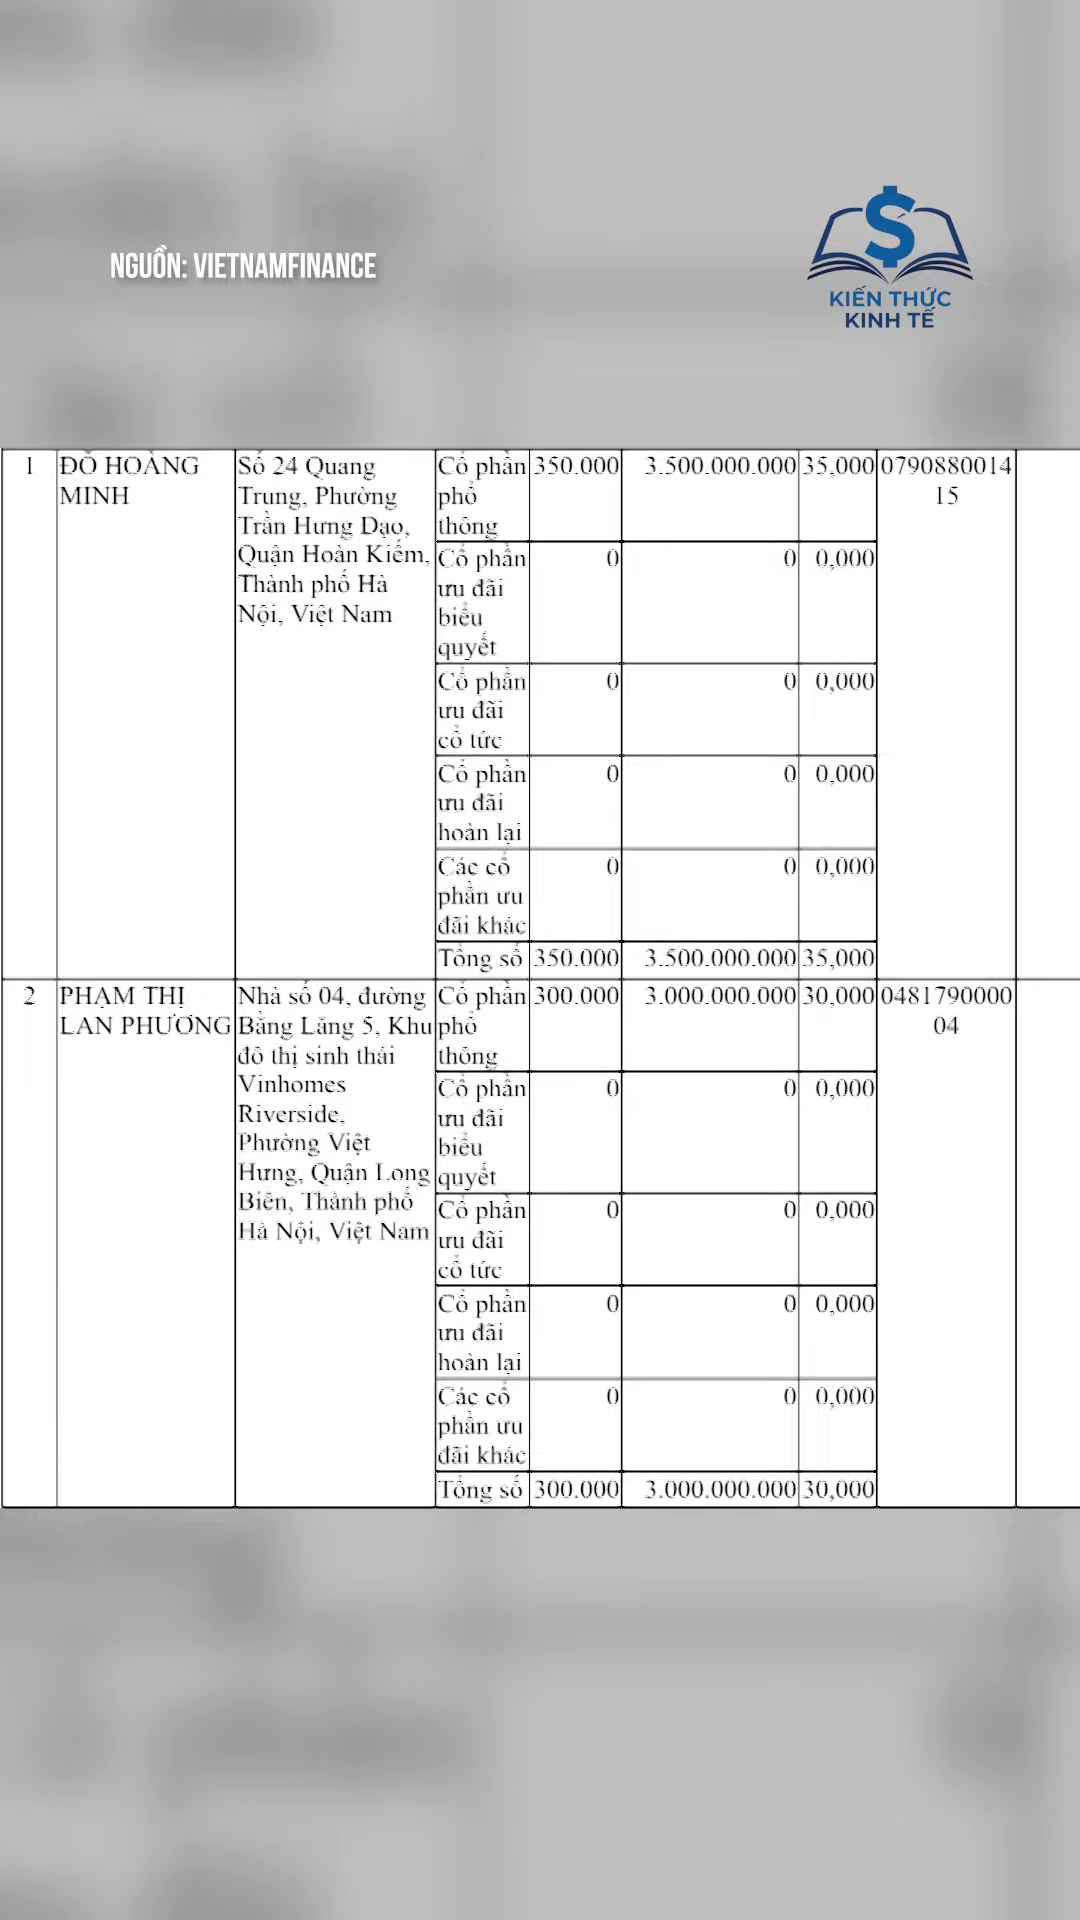 NGUỒN: VIETNAMFINANCE
$
KIẾN THỨC
KINH TẾ
1
ĐỖ HOÀNG
MINH
Số 24 Quang
Trung, Phường
Trần Hưng Đạo,
Quận Hoàn Kiếm,
Thành phố Hà
Nội, Việt Nam
Cổ phần
phổ
thông
350.000
3.500.000.000
35,000
0790880014
15
Cổ phần
ưu đãi
biểu
quyết
0
0
0,000
Cổ phần
ưu đãi
cổ tức
0
0
0,000
Cổ phần
ưu đãi
hoàn lại
0
0
0,000
Các cổ
phần ưu
đãi khác
0
0
0,000
Tổng số
350.000
3.500.000.000
35,000
2
PHẠM THỊ
LAN PHƯƠNG
Nhà số 04, đường
Bằng Lăng 5, Khu
đô thị sinh thái
Vinhomes
Riverside,
Phường Việt
Hưng, Quận Long
Biên, Thành phố
Hà Nội, Việt Nam
Cổ phần
phổ
thông
300.000
3.000.000.000
30,000
0481790000
04
Cổ phần
ưu đãi
biểu
quyết
0
0
0,000
Cổ phần
ưu đãi
cổ tức
0
0
0,000
Cổ phần
ưu đãi
hoàn lại
0
0
0,000
Các cổ
phần ưu
đãi khác
0
0
0,000
Tổng số
300.000
3.000.000.000
30,000